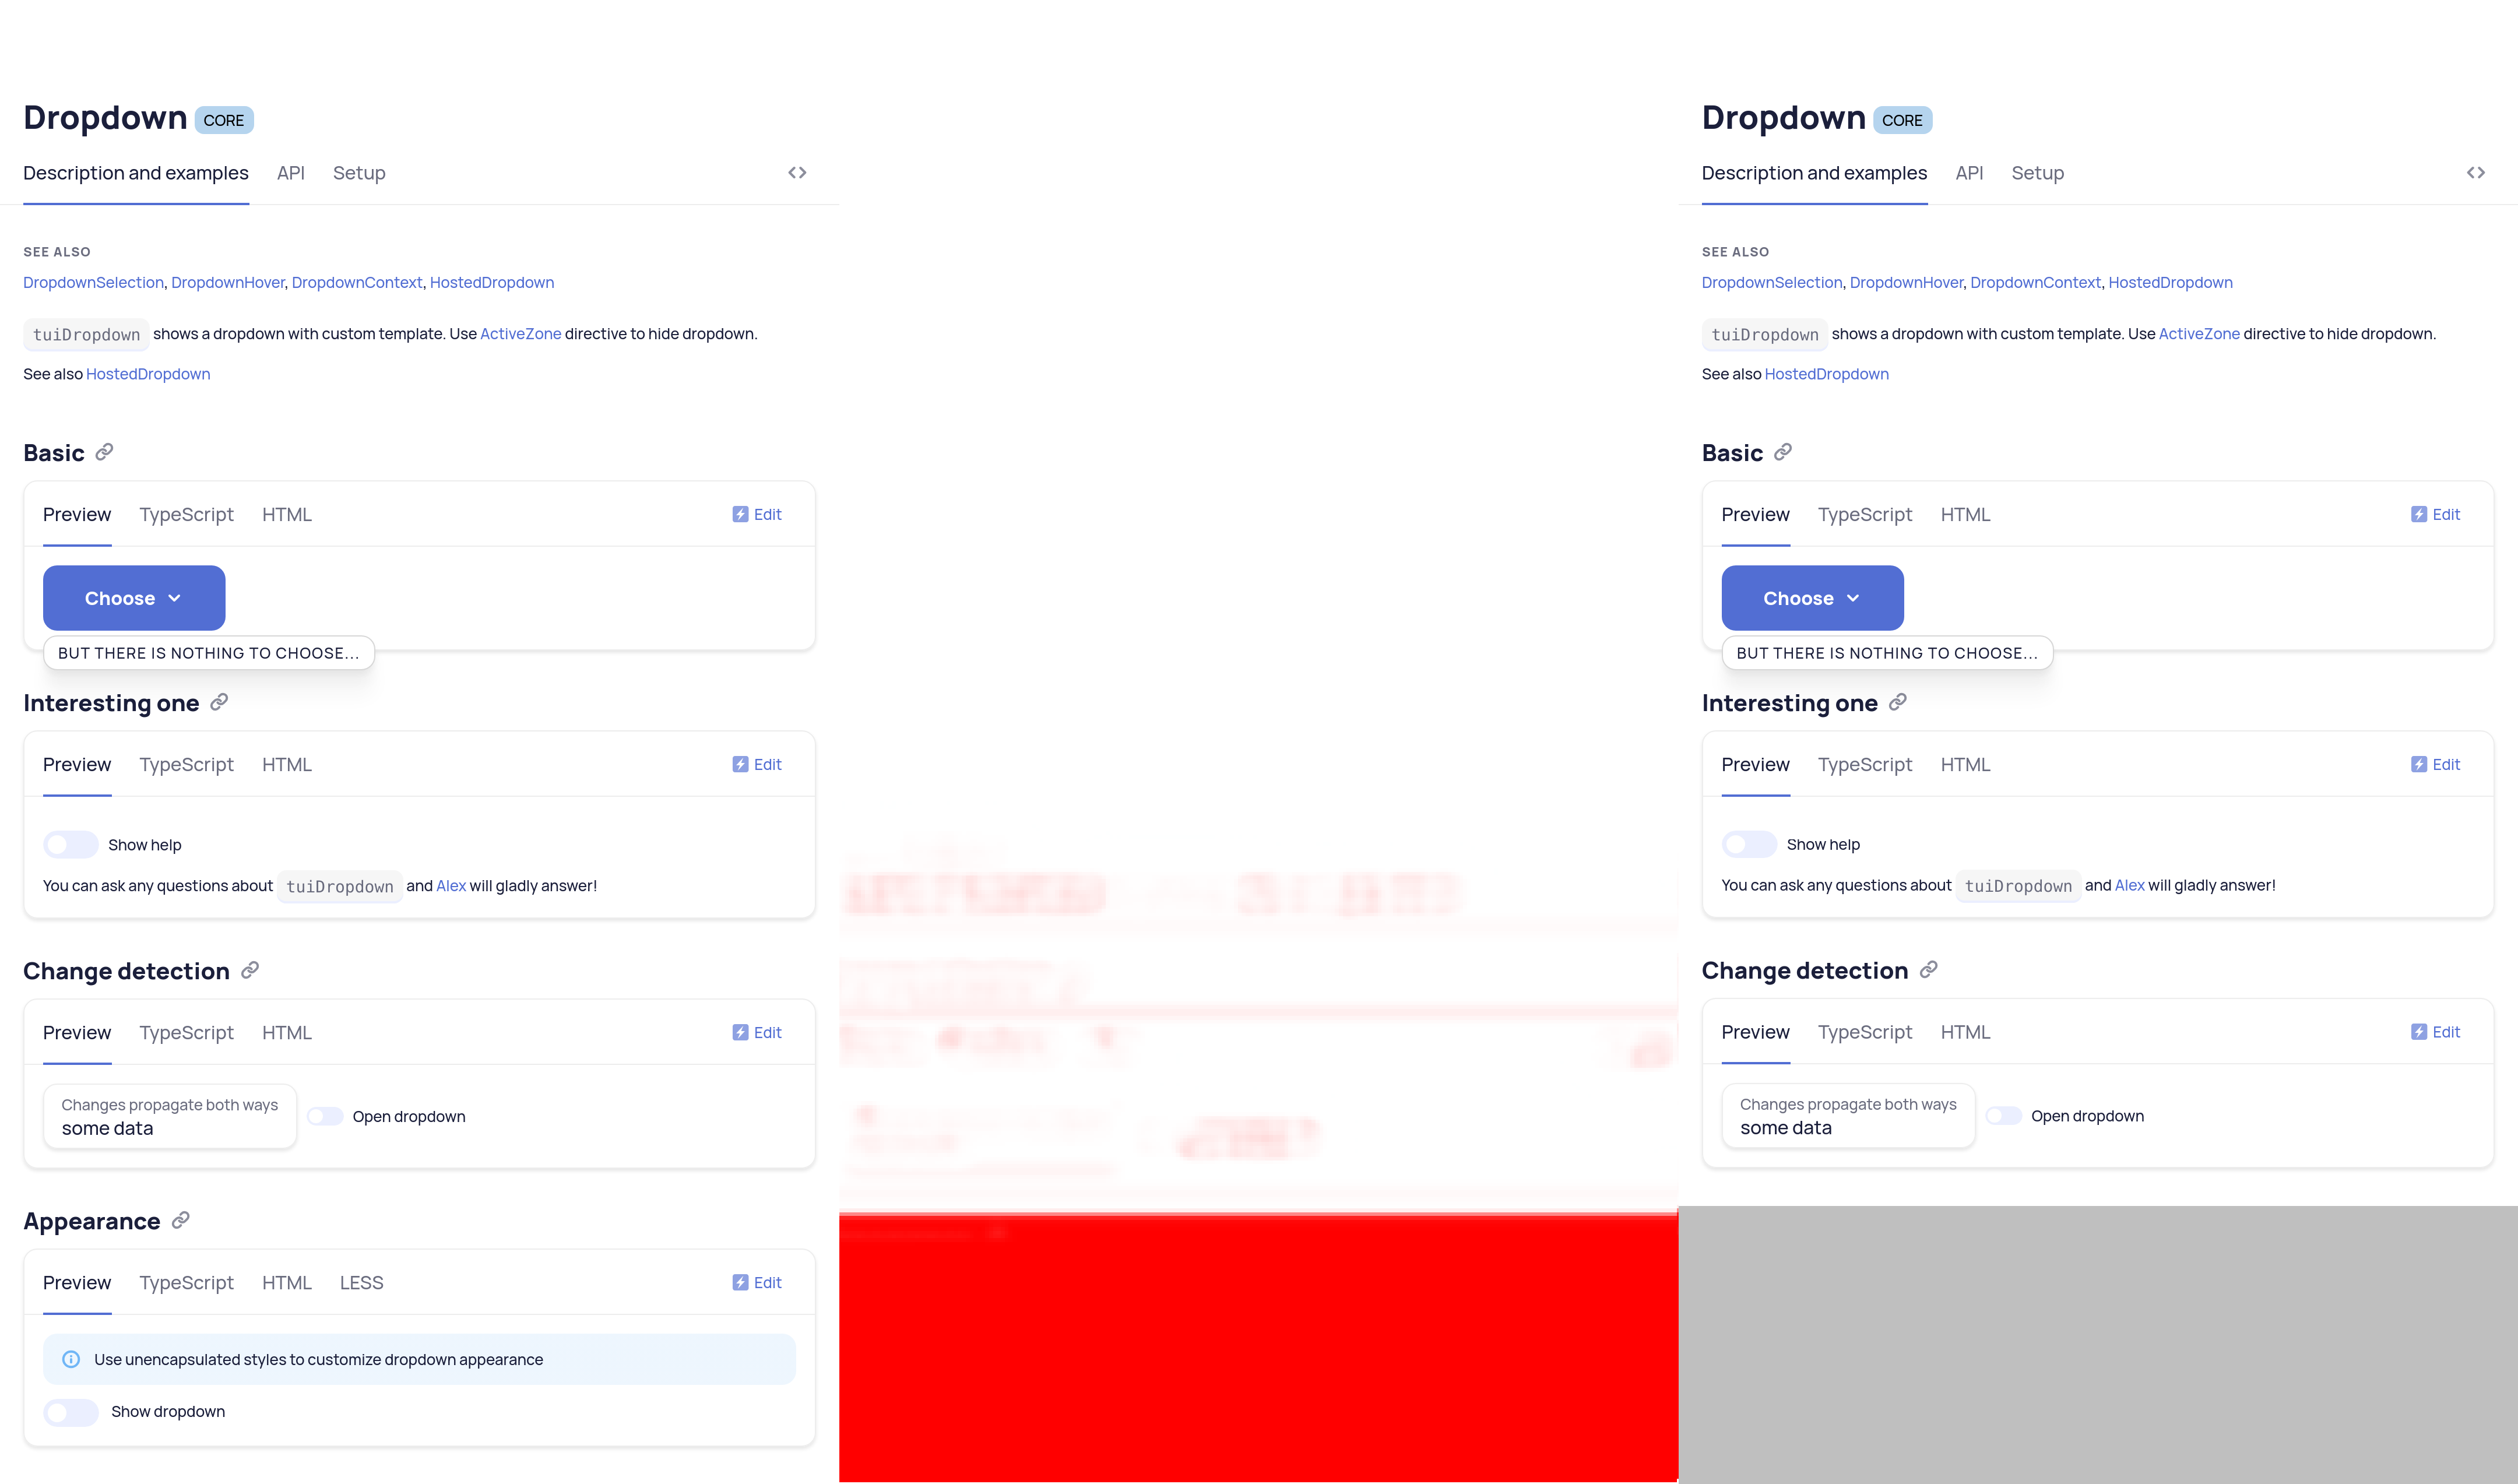 Dropdown CORE
Description and examples API Setup
SEE ALSO
DropdownSelection, DropdownHover, DropdownContext, HostedDropdown
tuiDropdown shows a dropdown with custom template. Use ActiveZone directive to hide dropdown.
See also HostedDropdown
Basic
Preview TypeScript HTML Edit
Choose
BUT THERE IS NOTHING TO CHOOSE...
Interesting one
Preview TypeScript HTML Edit
Show help
You can ask any questions about tuiDropdown and Alex will gladly answer!
Change detection
Preview TypeScript HTML Edit
Changes propagate both ways
some data
Open dropdown
Appearance
Preview TypeScript HTML LESS Edit
Use unencapsulated styles to customize dropdown appearance
Show dropdown
Dropdown CORE
Description and examples API Setup
SEE ALSO
DropdownSelection, DropdownHover, DropdownContext, HostedDropdown
tuiDropdown shows a dropdown with custom template. Use ActiveZone directive to hide dropdown.
See also HostedDropdown
Basic
Preview TypeScript HTML Edit
Choose
BUT THERE IS NOTHING TO CHOOSE...
Interesting one
Preview TypeScript HTML Edit
Show help
You can ask any questions about tuiDropdown and Alex will gladly answer!
Change detection
Preview TypeScript HTML Edit
Changes propagate both ways
some data
Open dropdown